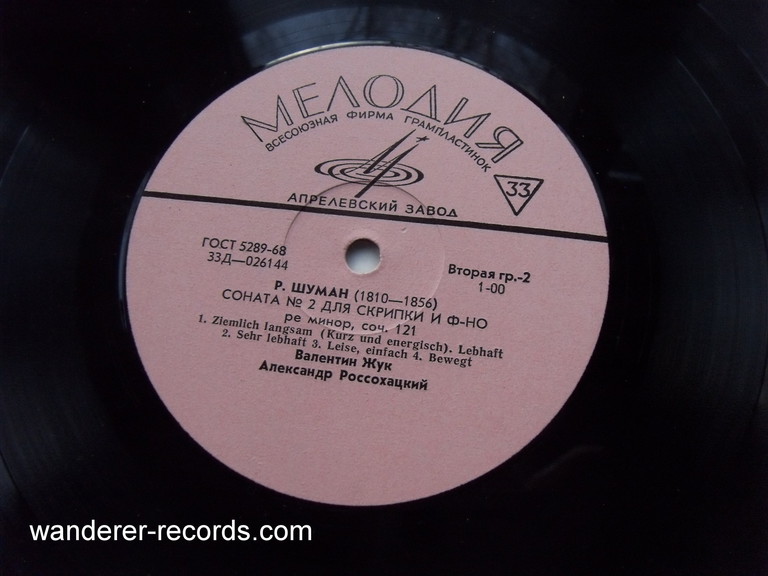 МЕЛОДИЯ
ВСЕСОЮЗНАЯ ФИРМА ГРАМПЛАСТИНОК
33
АПРЕЛЕВСКИЙ ЗАВОД
ГОСТ 5289-68
33Д—026144
Вторая гр.-2
1-00
Р. ШУМАН (1810—1856)
СОНАТА № 2 ДЛЯ СКРИПКИ И Ф-НО
ре минор, соч. 121
1. Ziemlich langsam (Kurz und energisch). Lebhaft
2. Sehr lebhaft 3. Leise, einfach 4. Bewegt
Валентин Жук
Александр Россохацкий
wanderer-records.com